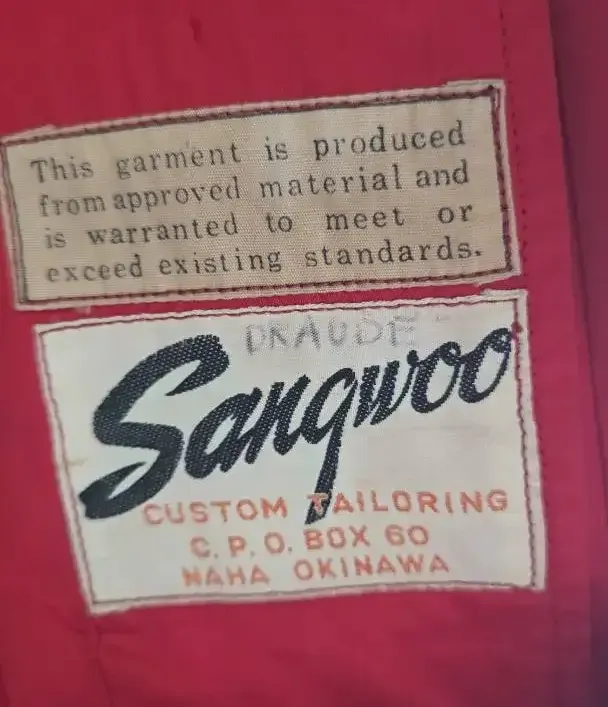 This garment is produced
from approved material and
is warranted to meet or
exceed existing standards.
Sangwoo
CUSTOM TAILORING
C. P. O. BOX 60
NAHA OKINAWA